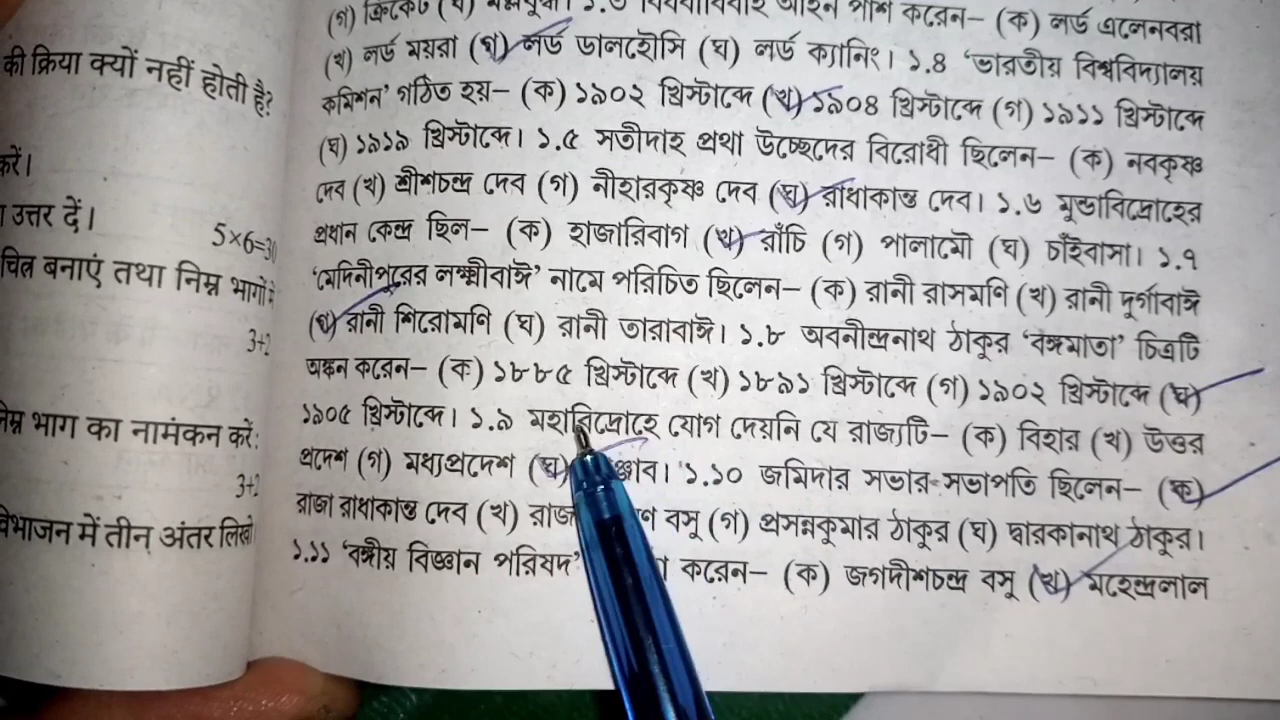 की क्रिया क्यों नहीं होती है?
करें।
उत्तर दें।
5×6=30
चित्र बनाएं तथा निम्न भागों में
3+2
निम्न भाग का नामंकन करें:
3+2
विभाजन में तीन अंतर लिखो
(গ) ক্রিকেট (ঘ) আইন পাশ করেন– (ক) লর্ড এলেনবরা
(খ) লর্ড ময়রা (গ) লর্ড ডালহৌসি (ঘ) লর্ড ক্যানিং। ১.৪ ‘ভারতীয় বিশ্ববিদ্যালয়
কমিশন’ গঠিত হয়– (ক) ১৯০২ খ্রিস্টাব্দে (খ) ১৯০৪ খ্রিস্টাব্দে (গ) ১৯১১ খ্রিস্টাব্দে
(ঘ) ১৯১৯ খ্রিস্টাব্দে। ১.৫ সতীদাহ প্রথা উচ্ছেদের বিরোধী ছিলেন– (ক) নবকৃষ্ণ
দেব (খ) শ্রীশচন্দ্র দেব (গ) নীহারকৃষ্ণ দেব (ঘ) রাধাকান্ত দেব। ১.৬ মুন্ডাবিদ্রোহের
প্রধান কেন্দ্র ছিল– (ক) হাজারিবাগ (খ) রাঁচি (গ) পালামৌ (ঘ) চাঁইবাসা। ১.৭
‘মেদিনীপুরের লক্ষ্মীবাঈ’ নামে পরিচিত ছিলেন– (ক) রানী রাসমণি (খ) রানী দুর্গাবাঈ
(গ) রানী শিরোমণি (ঘ) রানী তারাবাঈ। ১.৮ অবনীন্দ্রনাথ ঠাকুর ‘বঙ্গমাতা’ চিত্রটি
অঙ্কন করেন– (ক) ১৮৮৫ খ্রিস্টাব্দে (খ) ১৮৯১ খ্রিস্টাব্দে (গ) ১৯০২ খ্রিস্টাব্দে (ঘ)
১৯০৫ খ্রিস্টাব্দে। ১.৯ মহাবিদ্রোহে যোগ দেয়নি যে রাজ্যটি– (ক) বিহার (খ) উত্তর
প্রদেশ (গ) মধ্যপ্রদেশ (ঘ) ১.১০ জমিদার সভার সভাপতি ছিলেন– (ক)
রাজা রাধাকান্ত দেব (খ) বসু (গ) প্রসন্নকুমার ঠাকুর (ঘ) দ্বারকানাথ ঠাকুর।
১.১১ ‘বঙ্গীয় বিজ্ঞান পরিষদ’ করেন– (ক) জগদীশচন্দ্র বসু (খ) মহেন্দ্রলাল